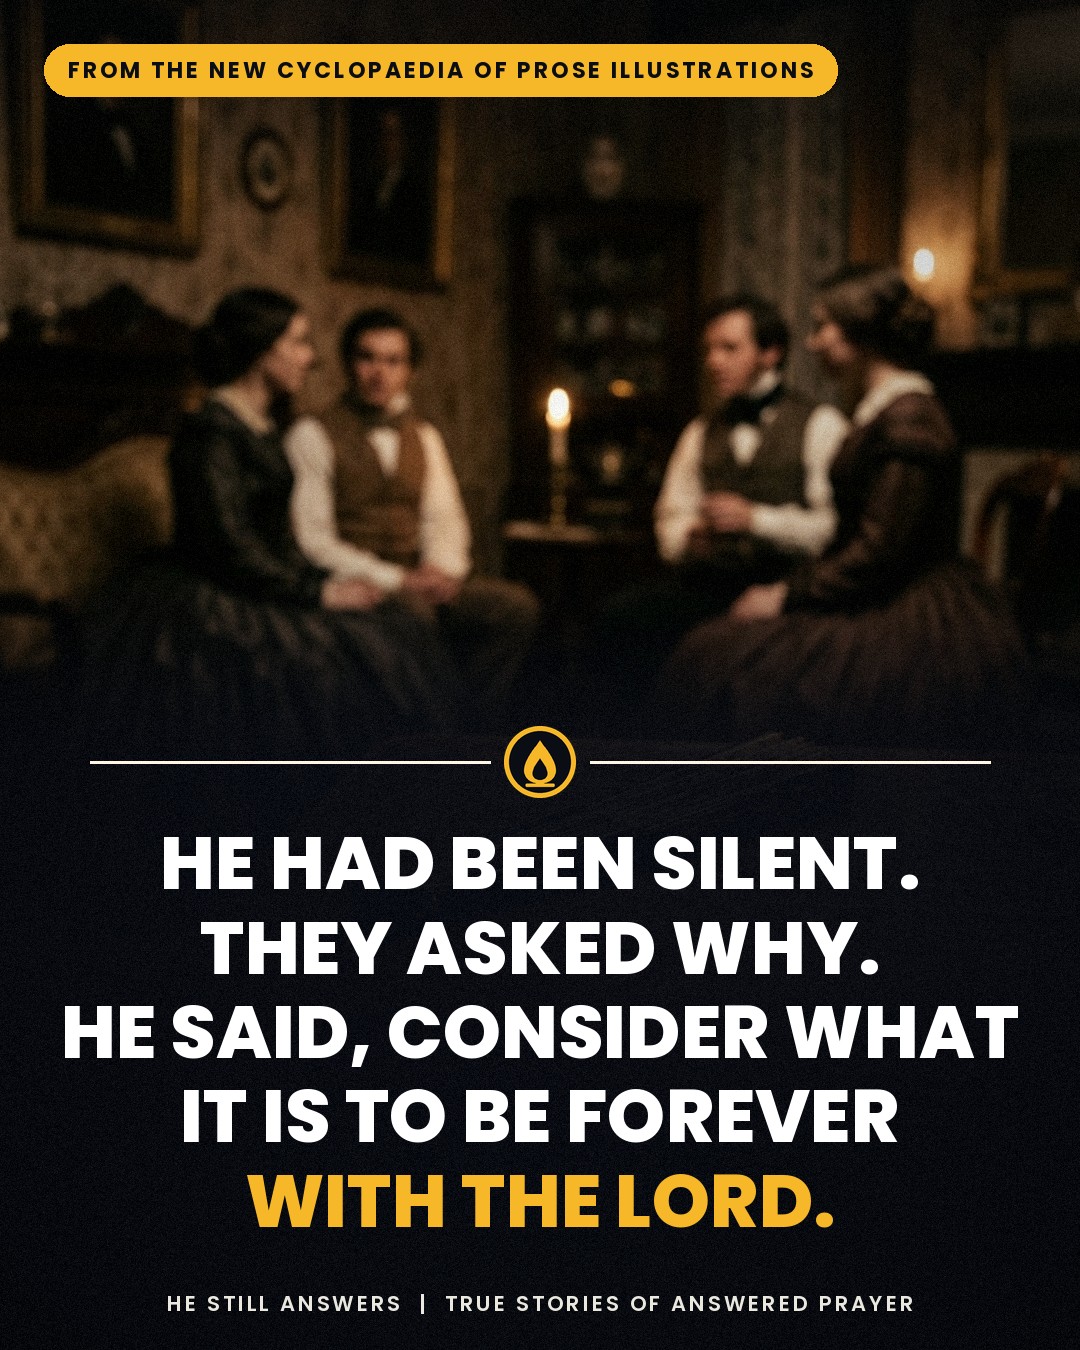 FROM THE NEW CYCLOPAEDIA OF PROSE ILLUSTRATIONS
HE HAD BEEN SILENT.
THEY ASKED WHY.
HE SAID, CONSIDER WHAT
IT IS TO BE FOREVER
WITH THE LORD.
HE STILL ANSWERS | TRUE STORIES OF ANSWERED PRAYER